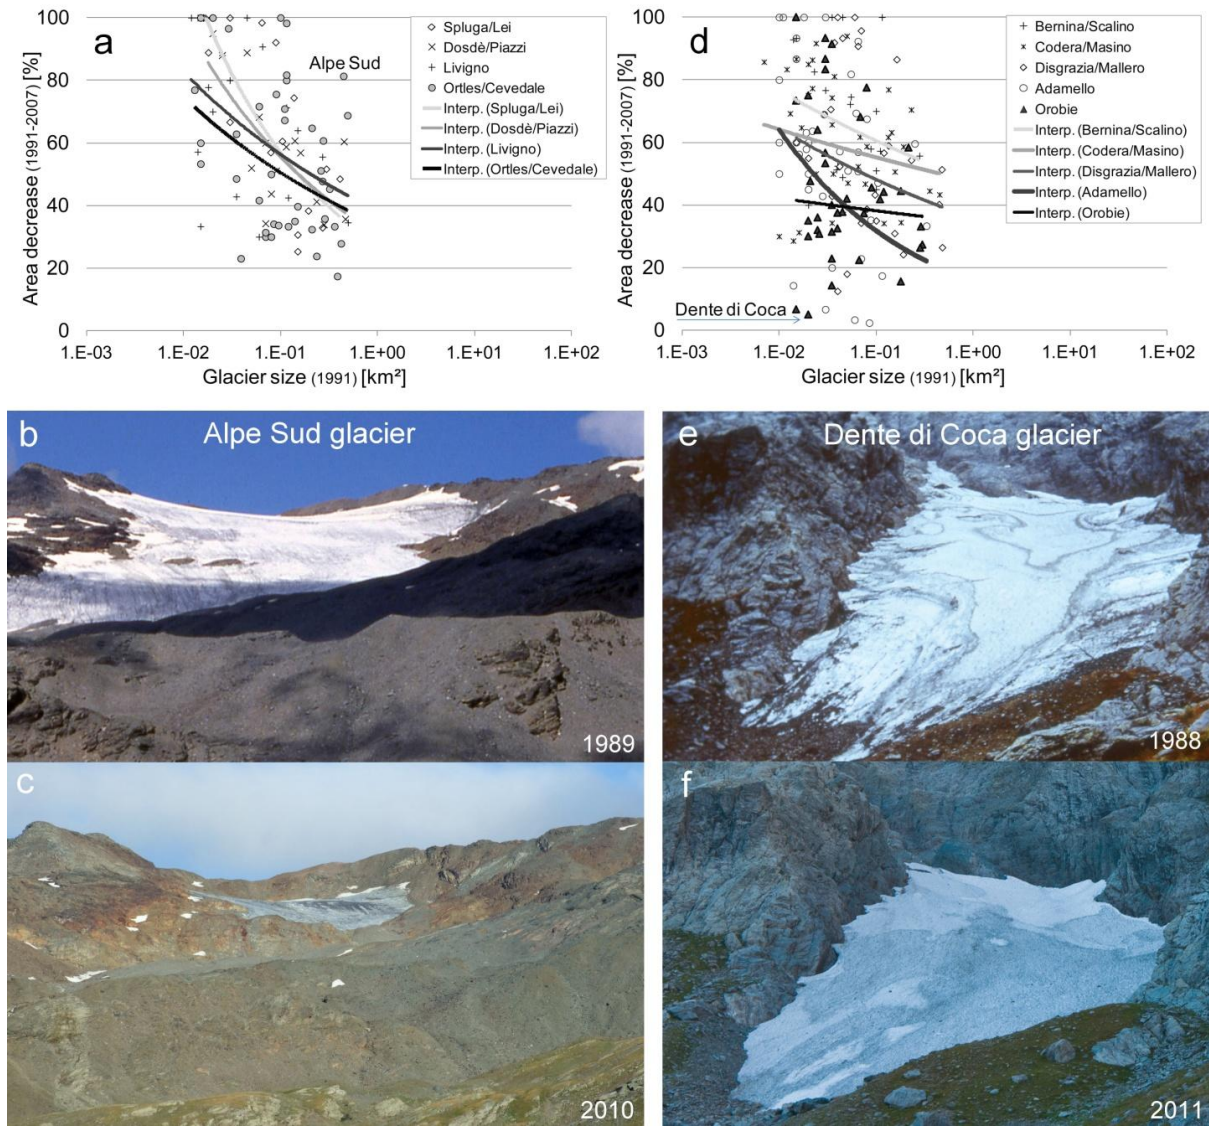 a
Area decrease (1991-2007) [%]
100
80
60
40
20
0
1.E-03 1.E-02 1.E-01 1.E+00 1.E+01 1.E+02
Glacier size (1991) [km²]
Alpe Sud
Spluga/Lei
Dosdè/Piazzi
Livigno
Ortles/Cevedale
Interp. (Spluga/Lei)
Interp. (Dosdè/Piazzi)
Interp. (Livigno)
Interp. (Ortles/Cevedale)
d
Area decrease (1991-2007) [%]
100
80
60
40
20
0
1.E-03 1.E-02 1.E-01 1.E+00 1.E+01 1.E+02
Glacier size (1991) [km²]
Dente di Coca
Bernina/Scalino
Codera/Masino
Disgrazia/Mallero
Adamello
Orobie
Interp. (Bernina/Scalino)
Interp. (Codera/Masino)
Interp. (Disgrazia/Mallero)
Interp. (Adamello)
Interp. (Orobie)
b
Alpe Sud glacier
1989
c
2010
e
Dente di Coca glacier
1988
f
2011